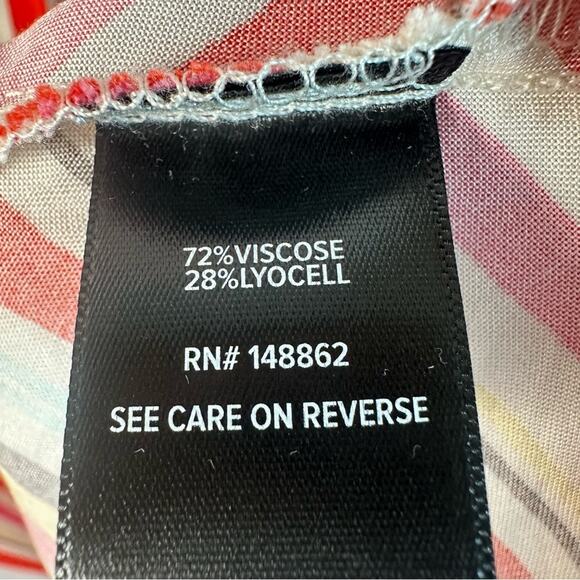 72%VISCOSE
28%LYOCELL
RN# 148862
SEE CARE ON REVERSE